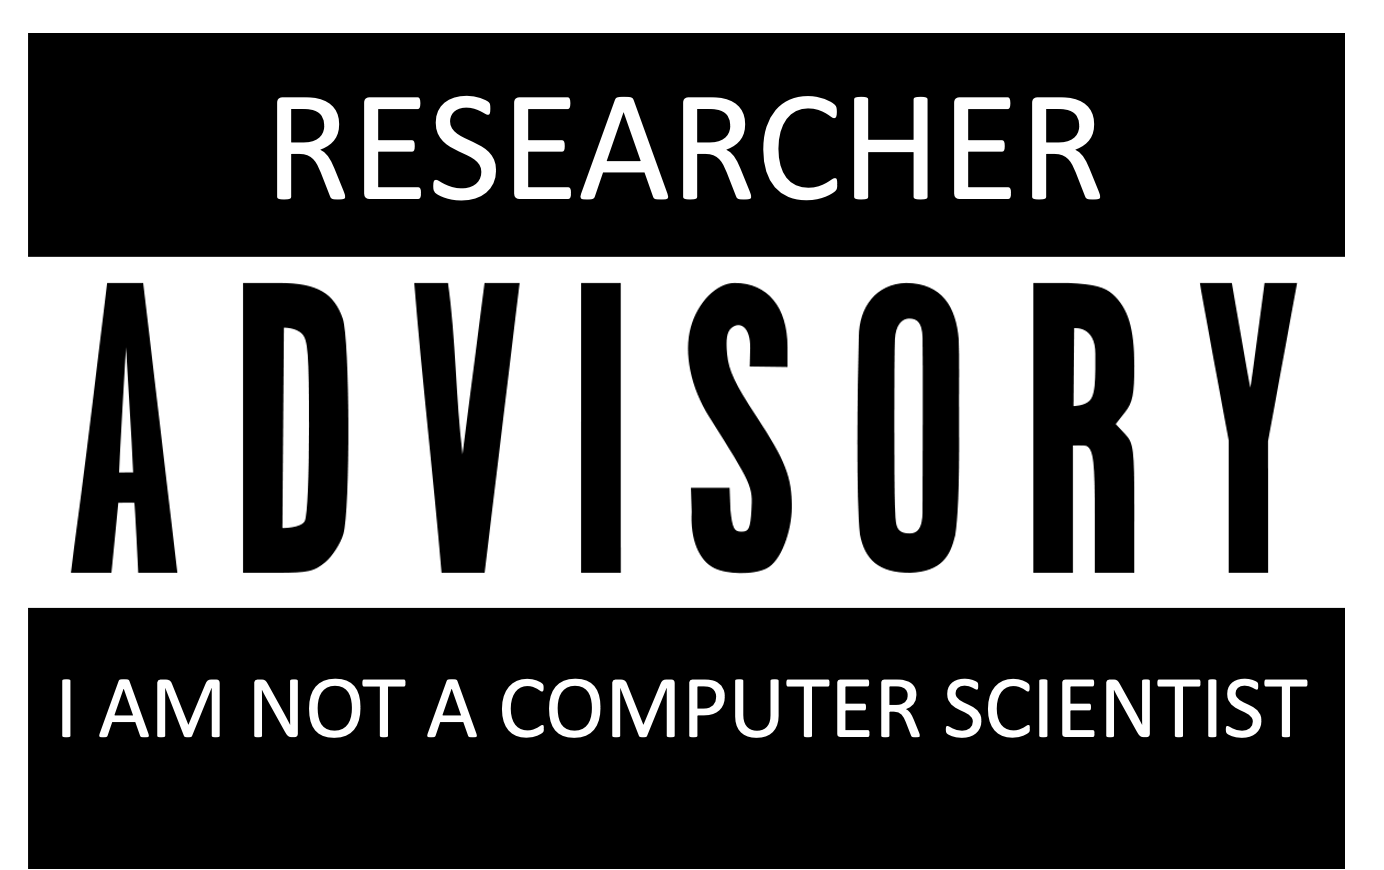 RESEARCHER
ADVISORY
I AM NOT A COMPUTER SCIENTIST